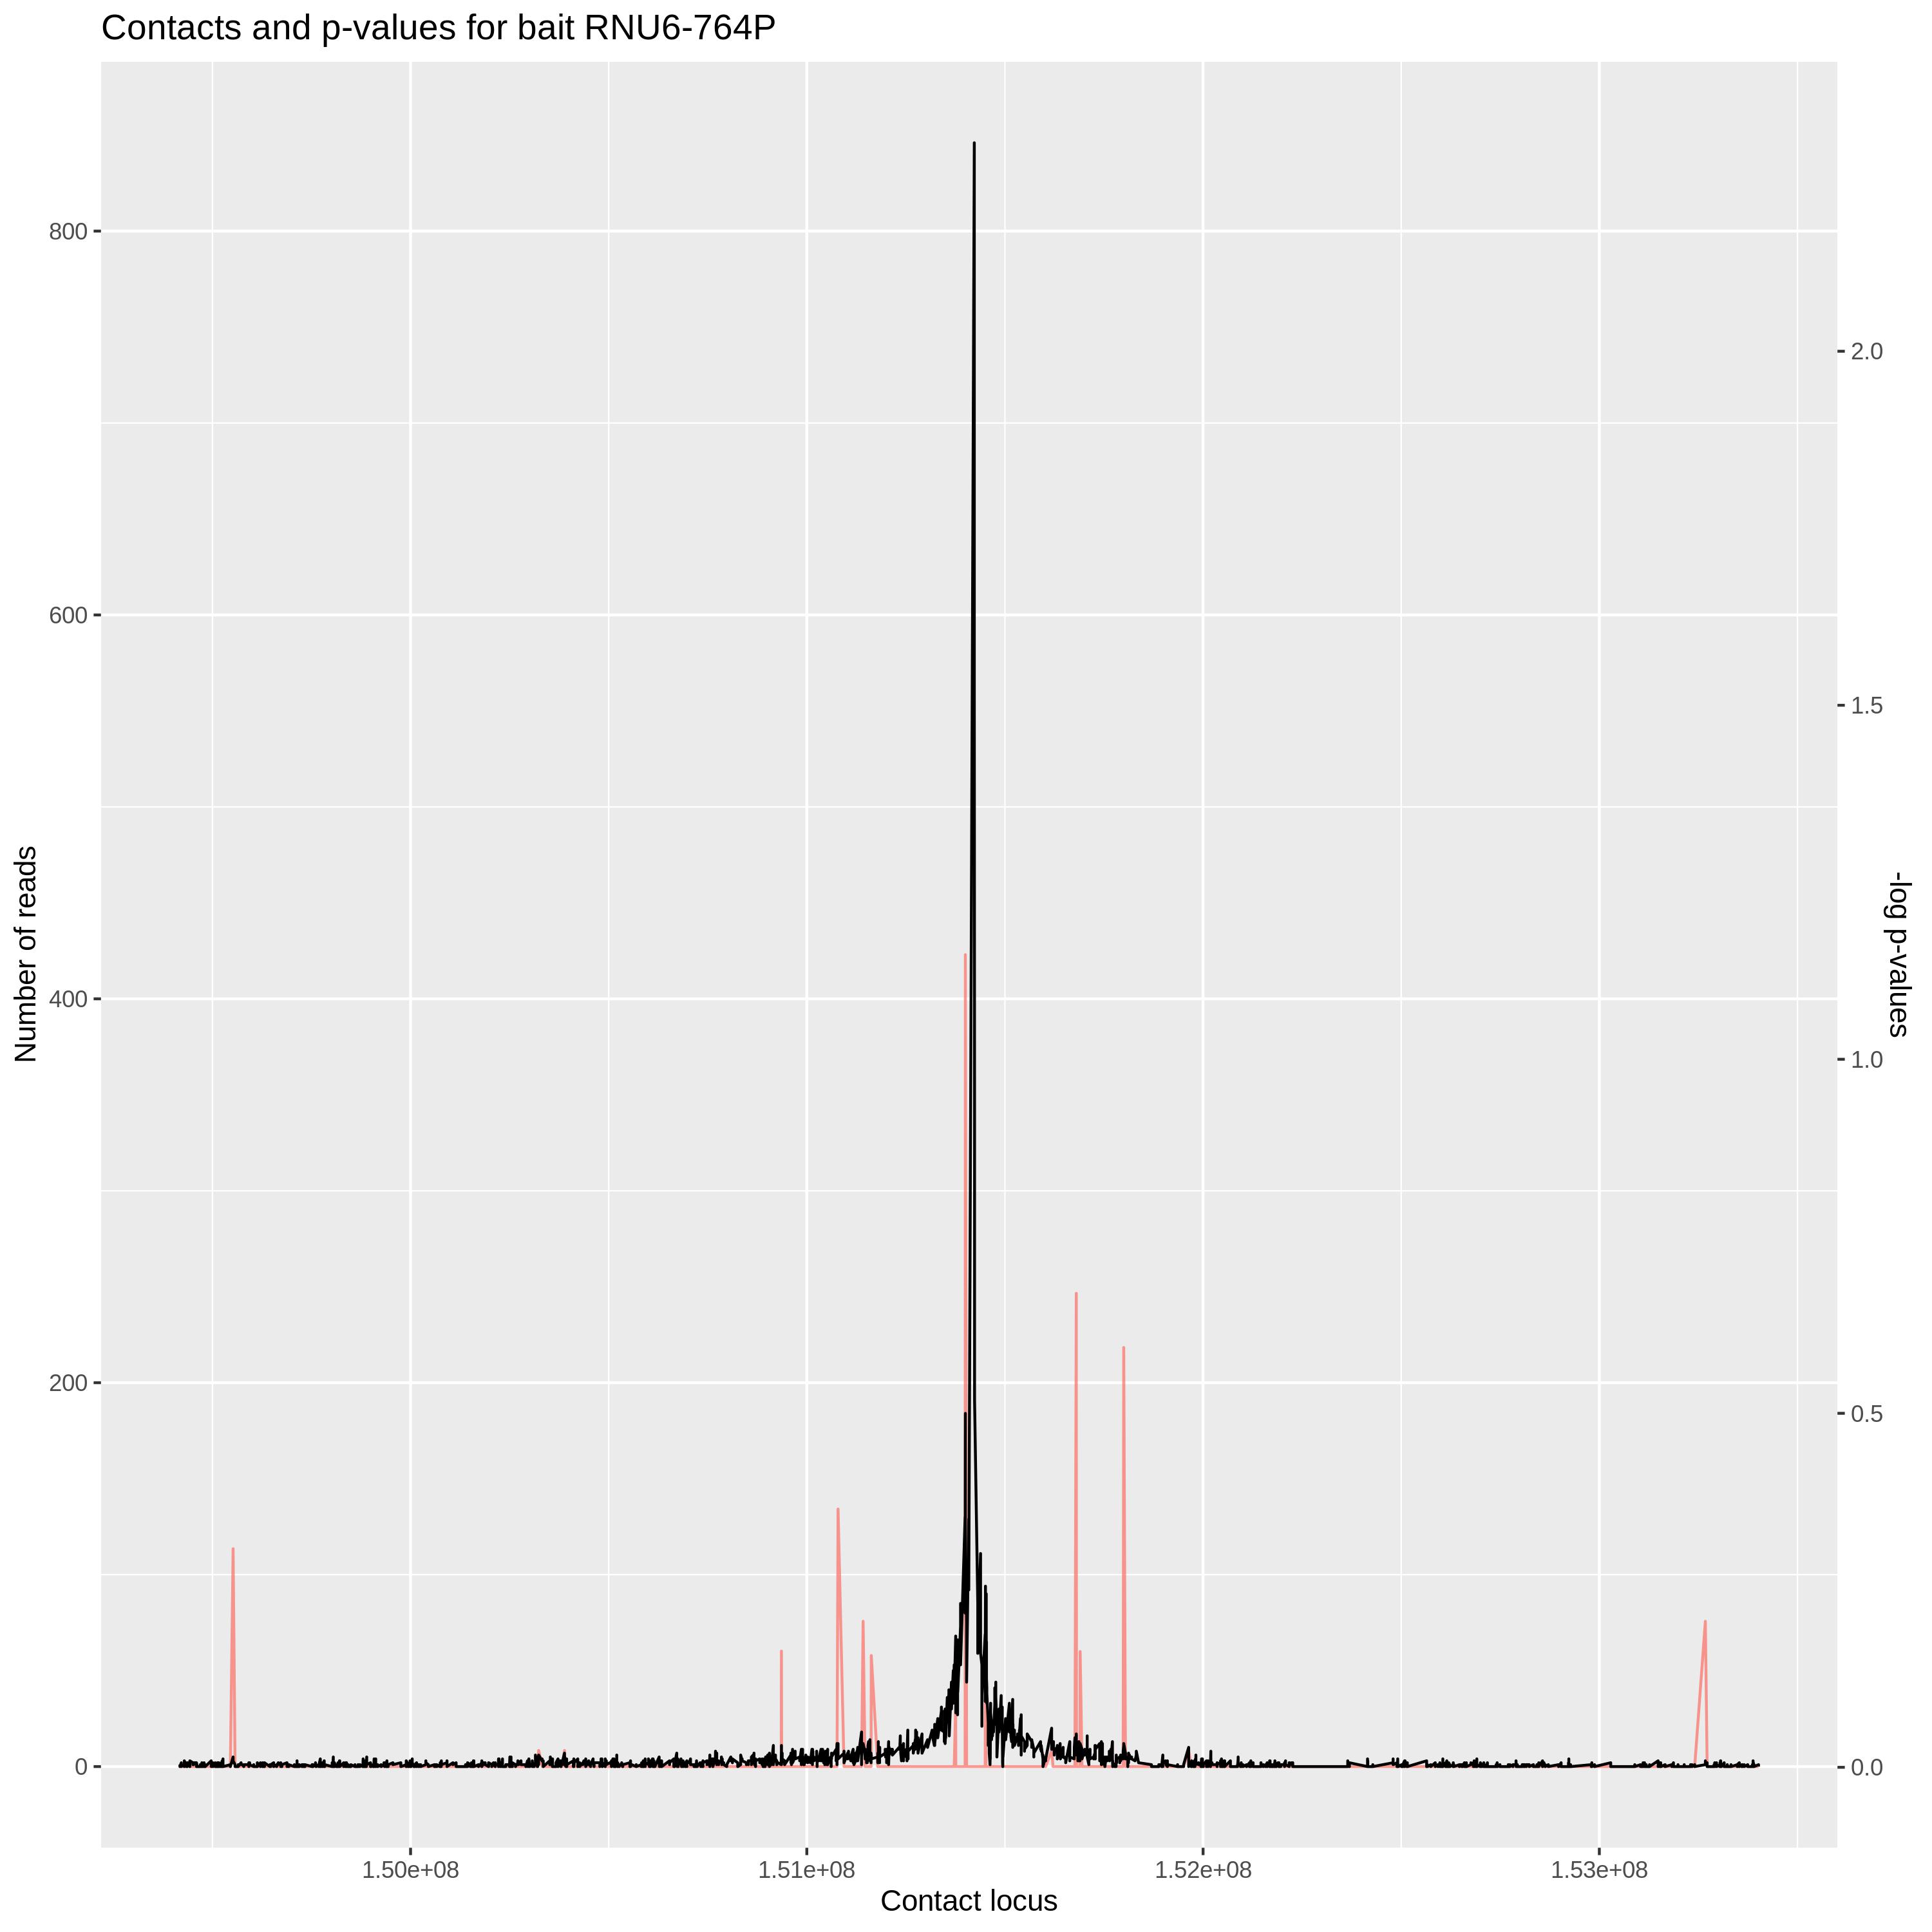 Contacts and p-values for bait RNU6-764P
800
600
400
200
0
Number of reads
2.0
1.5
1.0
0.5
0.0
-log p-values
1.50e+08
1.51e+08
1.52e+08
1.53e+08
Contact locus